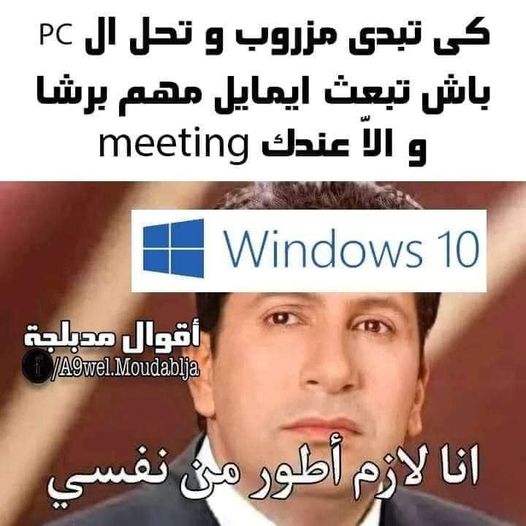 كي تبدى مزروب و تحل ال PC
باش تبعث ايمايل مهم برشا
و الاّ عندك meeting
Windows 10
أقوال مدبلجة
f /A9wel.Moudablja
انا لازم أطور من نفسي